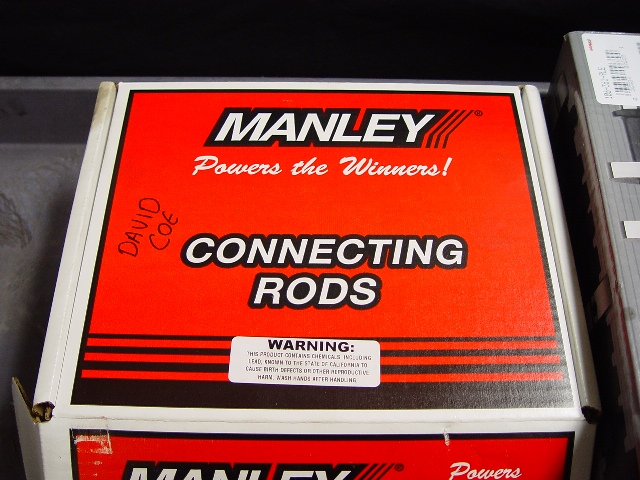 MANLEY®
Powers the Winners!
DAVID
COE
CONNECTING
RODS
WARNING:
THIS PRODUCT CONTAINS CHEMICALS, INCLUDING
LEAD, KNOWN TO THE STATE OF CALIFORNIA TO
CAUSE BIRTH DEFECTS OR OTHER REPRODUCTIVE
HARM. WASH HANDS AFTER HANDLING.
MANLEY®
Powers